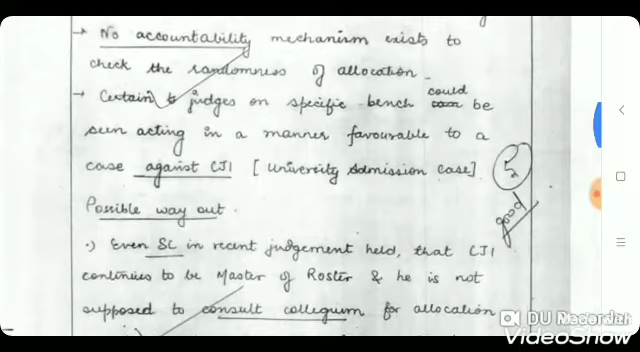 → No accountability mechanism exists to
check the randomness of allocation.
→ Certain judges on specific bench could be
seen acting in a manner favourable to a
case against CJI [University Admission case].
5
Good
Possible way out.
·) Even SC in recent judgement held, that CJI
continues to be Master of Roster & he is not
supposed to consult collegium for allocation
DU Recorder
VideoShow